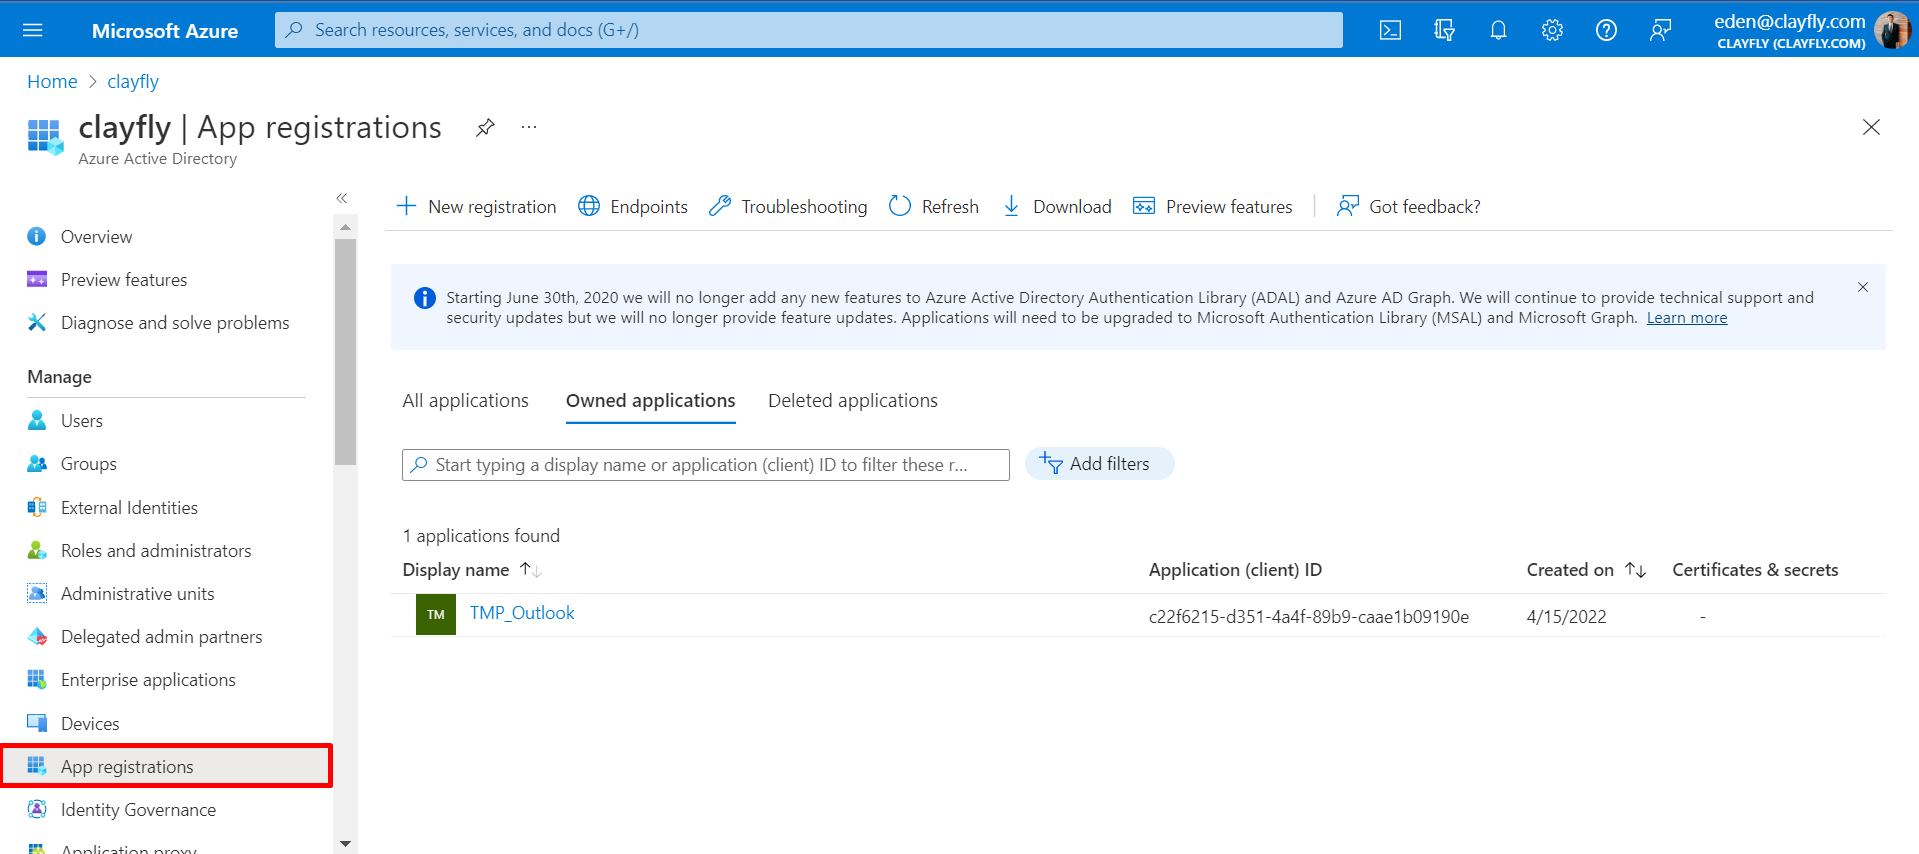 Microsoft Azure
Search resources, services, and docs (G+/)
eden@clayfly.com
CLAYFLY (CLAYFLY.COM)
Home > clayfly
clayfly | App registrations
Azure Active Directory
Overview
Preview features
Diagnose and solve problems
Manage
Users
Groups
External Identities
Roles and administrators
Administrative units
Delegated admin partners
Enterprise applications
Devices
App registrations
Identity Governance
Application proxy
New registration Endpoints Troubleshooting Refresh Download Preview features Got feedback?
Starting June 30th, 2020 we will no longer add any new features to Azure Active Directory Authentication Library (ADAL) and Azure AD Graph. We will continue to provide technical support and
security updates but we will no longer provide feature updates. Applications will need to be upgraded to Microsoft Authentication Library (MSAL) and Microsoft Graph. Learn more
All applications Owned applications Deleted applications
Start typing a display name or application (client) ID to filter these r...
Add filters
1 applications found
Display name Application (client) ID Created on Certificates & secrets
TM TMP_Outlook c22f6215-d351-4a4f-89b9-caae1b09190e 4/15/2022 -